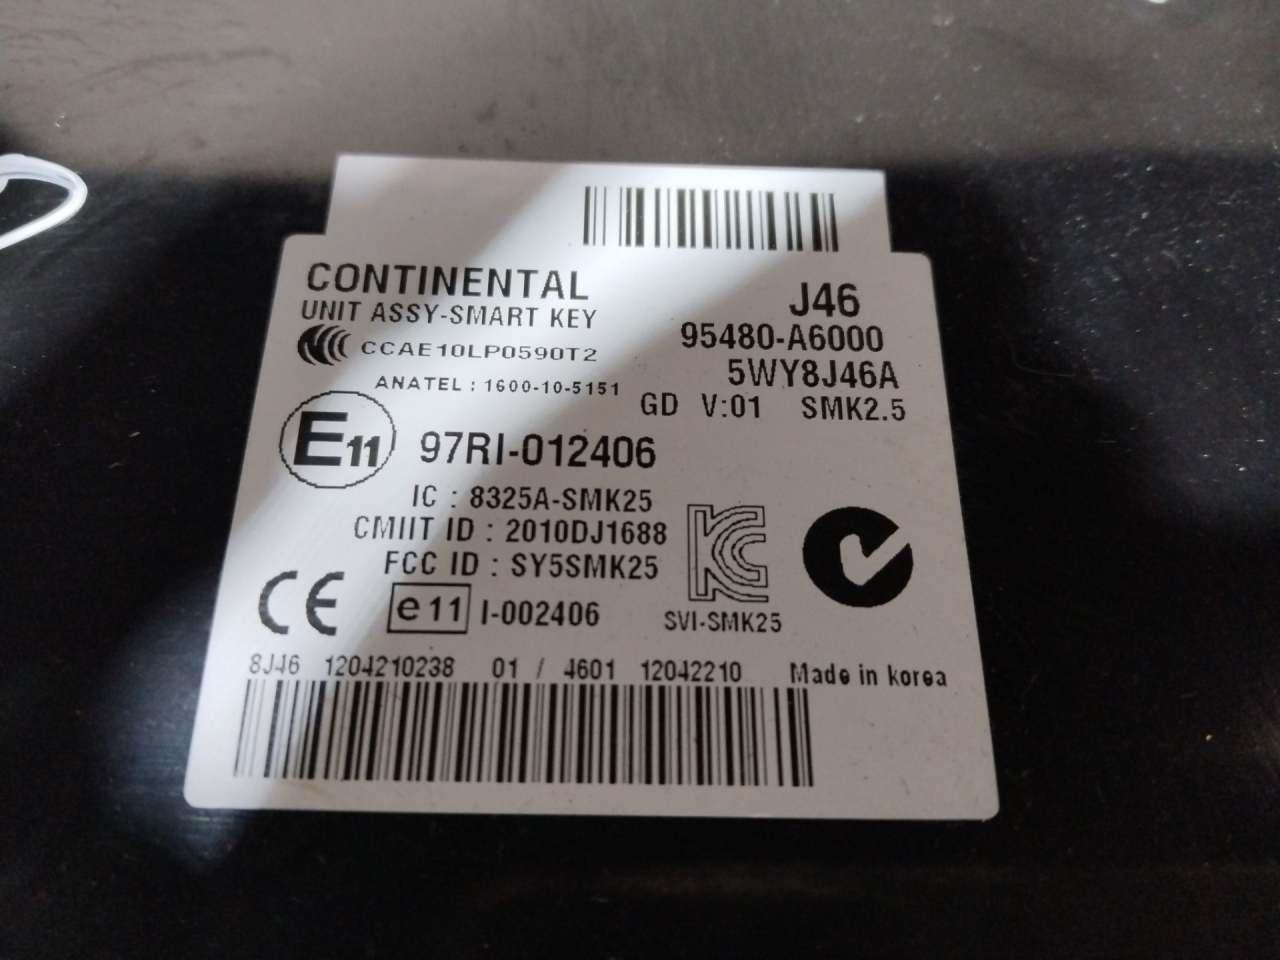 CONTINENTAL
UNIT ASSY-SMART KEY
CCAE10LP0590T2
ANATEL : 1600-10-5151
J46
95480-A6000
5WY8J46A
GD V:01 SMK2.5
E11 97RI-012406
IC : 8325A-SMK25
CMIIT ID : 2010DJ1688
FCC ID : SY5SMK25
CE e11 I-002406
KC
SVI-SMK25
8J46 1204210238 01 / 4601 12042210 Made in korea